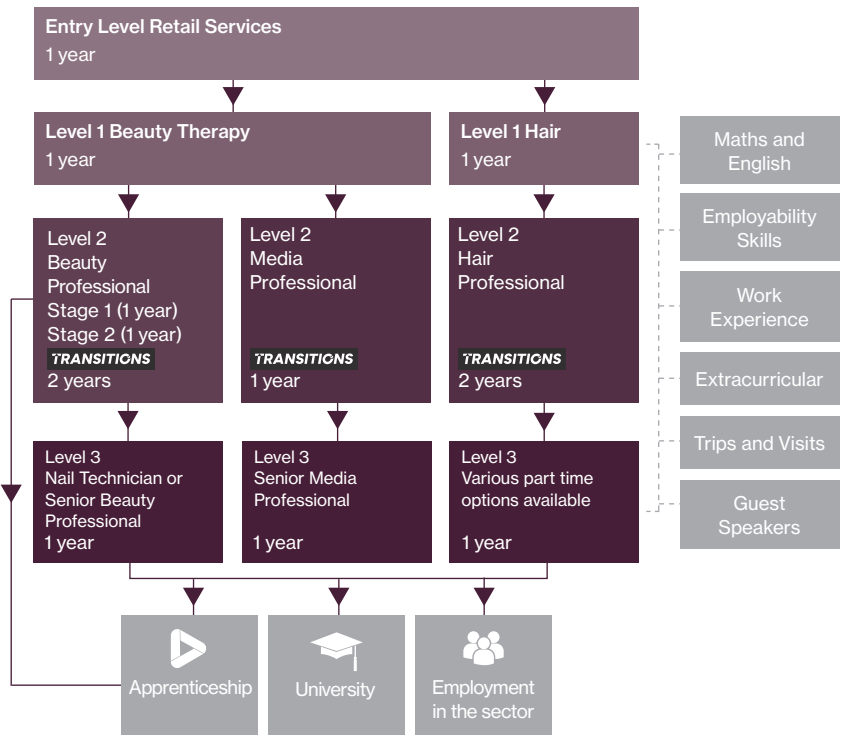 Entry Level Retail Services
1 year
Level 1 Beauty Therapy
1 year
Level 1 Hair
1 year
Level 2
Beauty
Professional
Stage 1 (1 year)
Stage 2 (1 year)
TRANSITIONS
2 years
Level 2
Media
Professional
TRANSITIONS
1 year
Level 2
Hair
Professional
TRANSITIONS
2 years
Level 3
Nail Technician or
Senior Beauty
Professional
1 year
Level 3
Senior Media
Professional
1 year
Level 3
Various part time
options available
1 year
Maths and
English
Employability
Skills
Work
Experience
Extracurricular
Trips and Visits
Guest
Speakers
Apprenticeship
University
Employment
in the sector